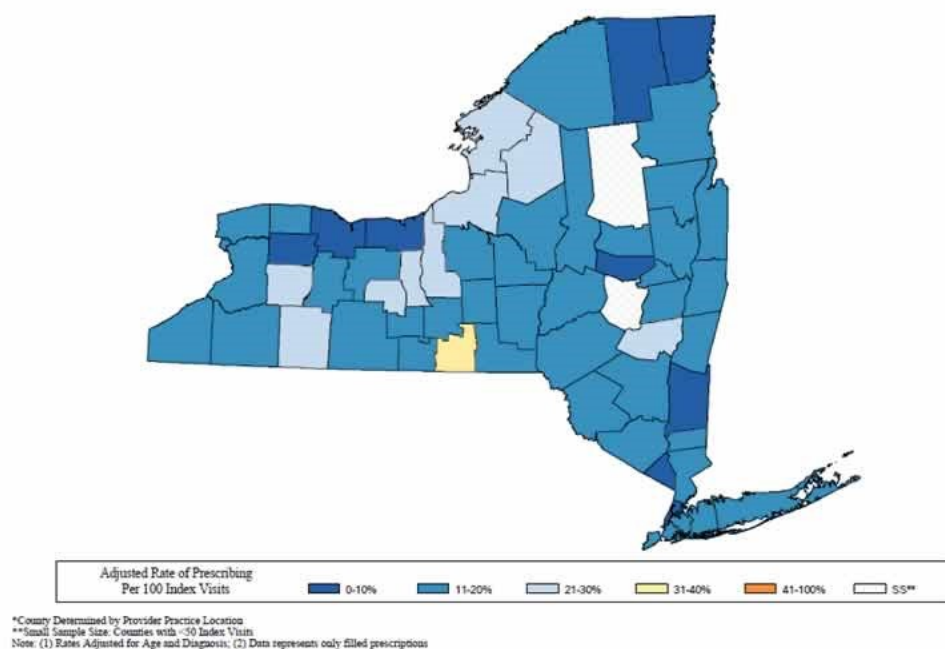 Adjusted Rate of Prescribing
Per 100 Index Visits
0-10%
11-20%
21-30%
31-40%
41-100%
SS**
*County Determined by Provider Practice Location
**Small Sample Size: Counties with <50 Index Visits
Note: (1) Rates Adjusted for Age and Diagnosis; (2) Data represents only filled prescriptions